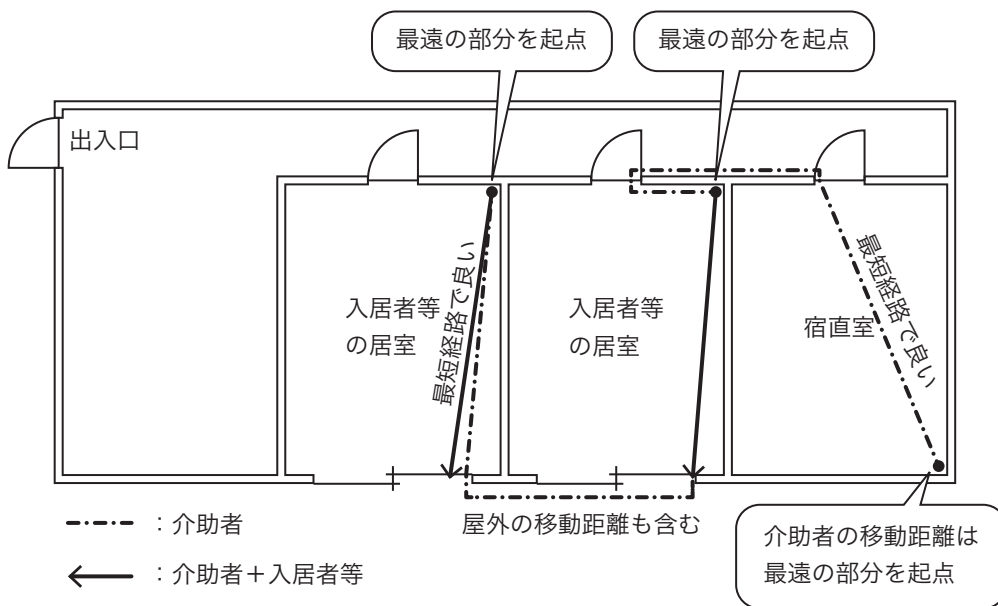 最遠の部分を起点
最遠の部分を起点
出入口
入居者等
の居室
最短経路で良い
入居者等
の居室
宿直室
最短経路で良い
：介助者
屋外の移動距離も含む
：介助者＋入居者等
介助者の移動距離は
最遠の部分を起点